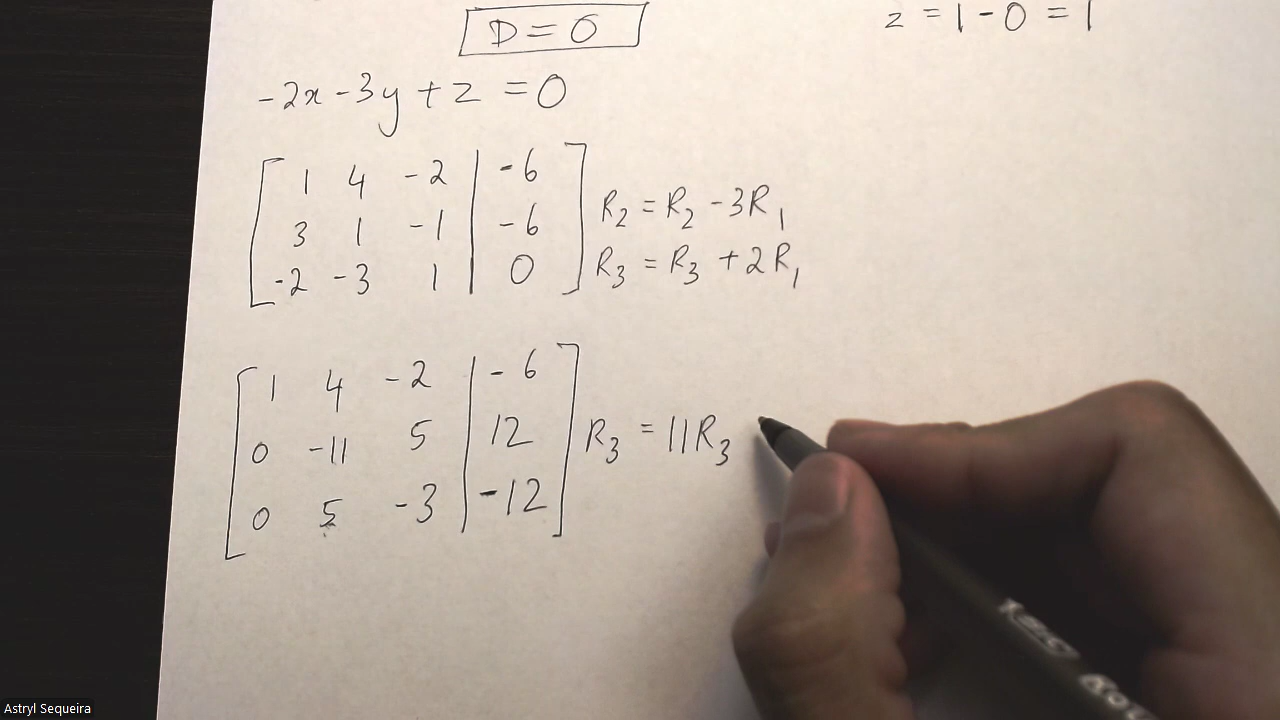 D = 0
z = 1 - 0 = 1
-2x - 3y + z = 0
1 4 -2 | -6
3 1 -1 | -6
-2 -3 1 | 0
R₂ = R₂ - 3R₁
R₃ = R₃ + 2R₁
1 4 -2 | -6
0 -11 5 | 12
0 5 -3 | -12
R₃ = 11R₃
Astryl Sequeira